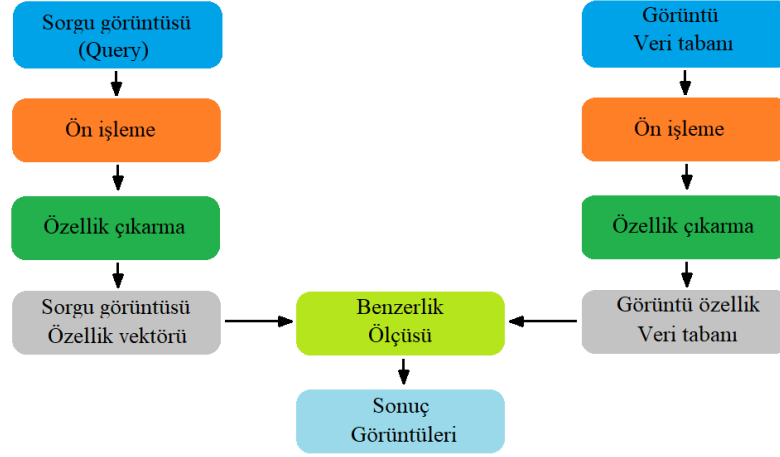 Sorgu görüntüsü
(Query)
Ön işleme
Özellik çıkarma
Sorgu görüntüsü
Özellik vektörü
Görüntü
Veri tabanı
Ön işleme
Özellik çıkarma
Görüntü özellik
Veri tabanı
Benzerlik
Ölçüsü
Sonuç
Görüntüleri